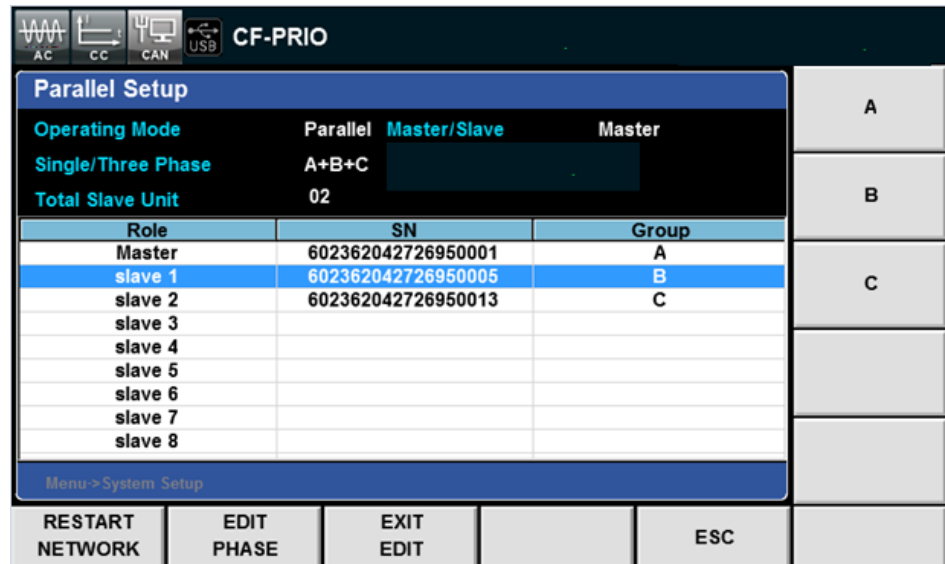 AC CC t CAN USB CF-PRIO
Parallel Setup
Operating Mode Parallel Master/Slave Master
Single/Three Phase A+B+C
Total Slave Unit 02
Role SN Group
Master 602362042726950001 A
slave 1 602362042726950005 B
slave 2 602362042726950013 C
slave 3
slave 4
slave 5
slave 6
slave 7
slave 8
Menu->System Setup
A
B
C
RESTART NETWORK
EDIT PHASE
EXIT EDIT
ESC